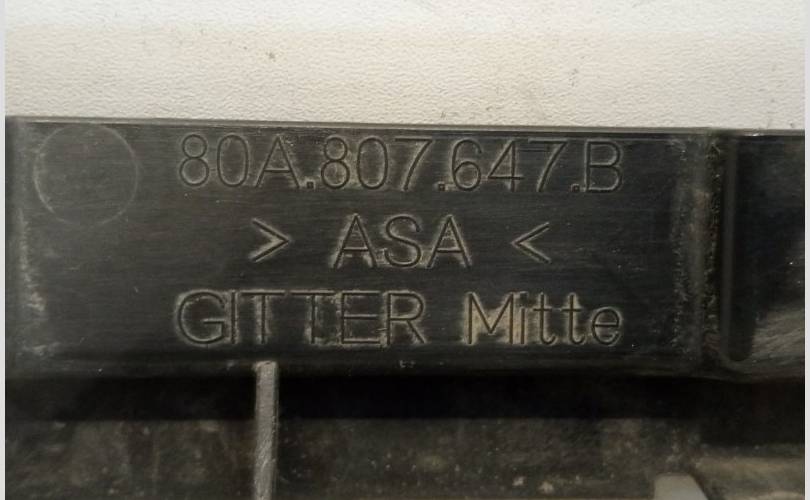 80A.807.647.B
> ASA <
GITTER Mitte